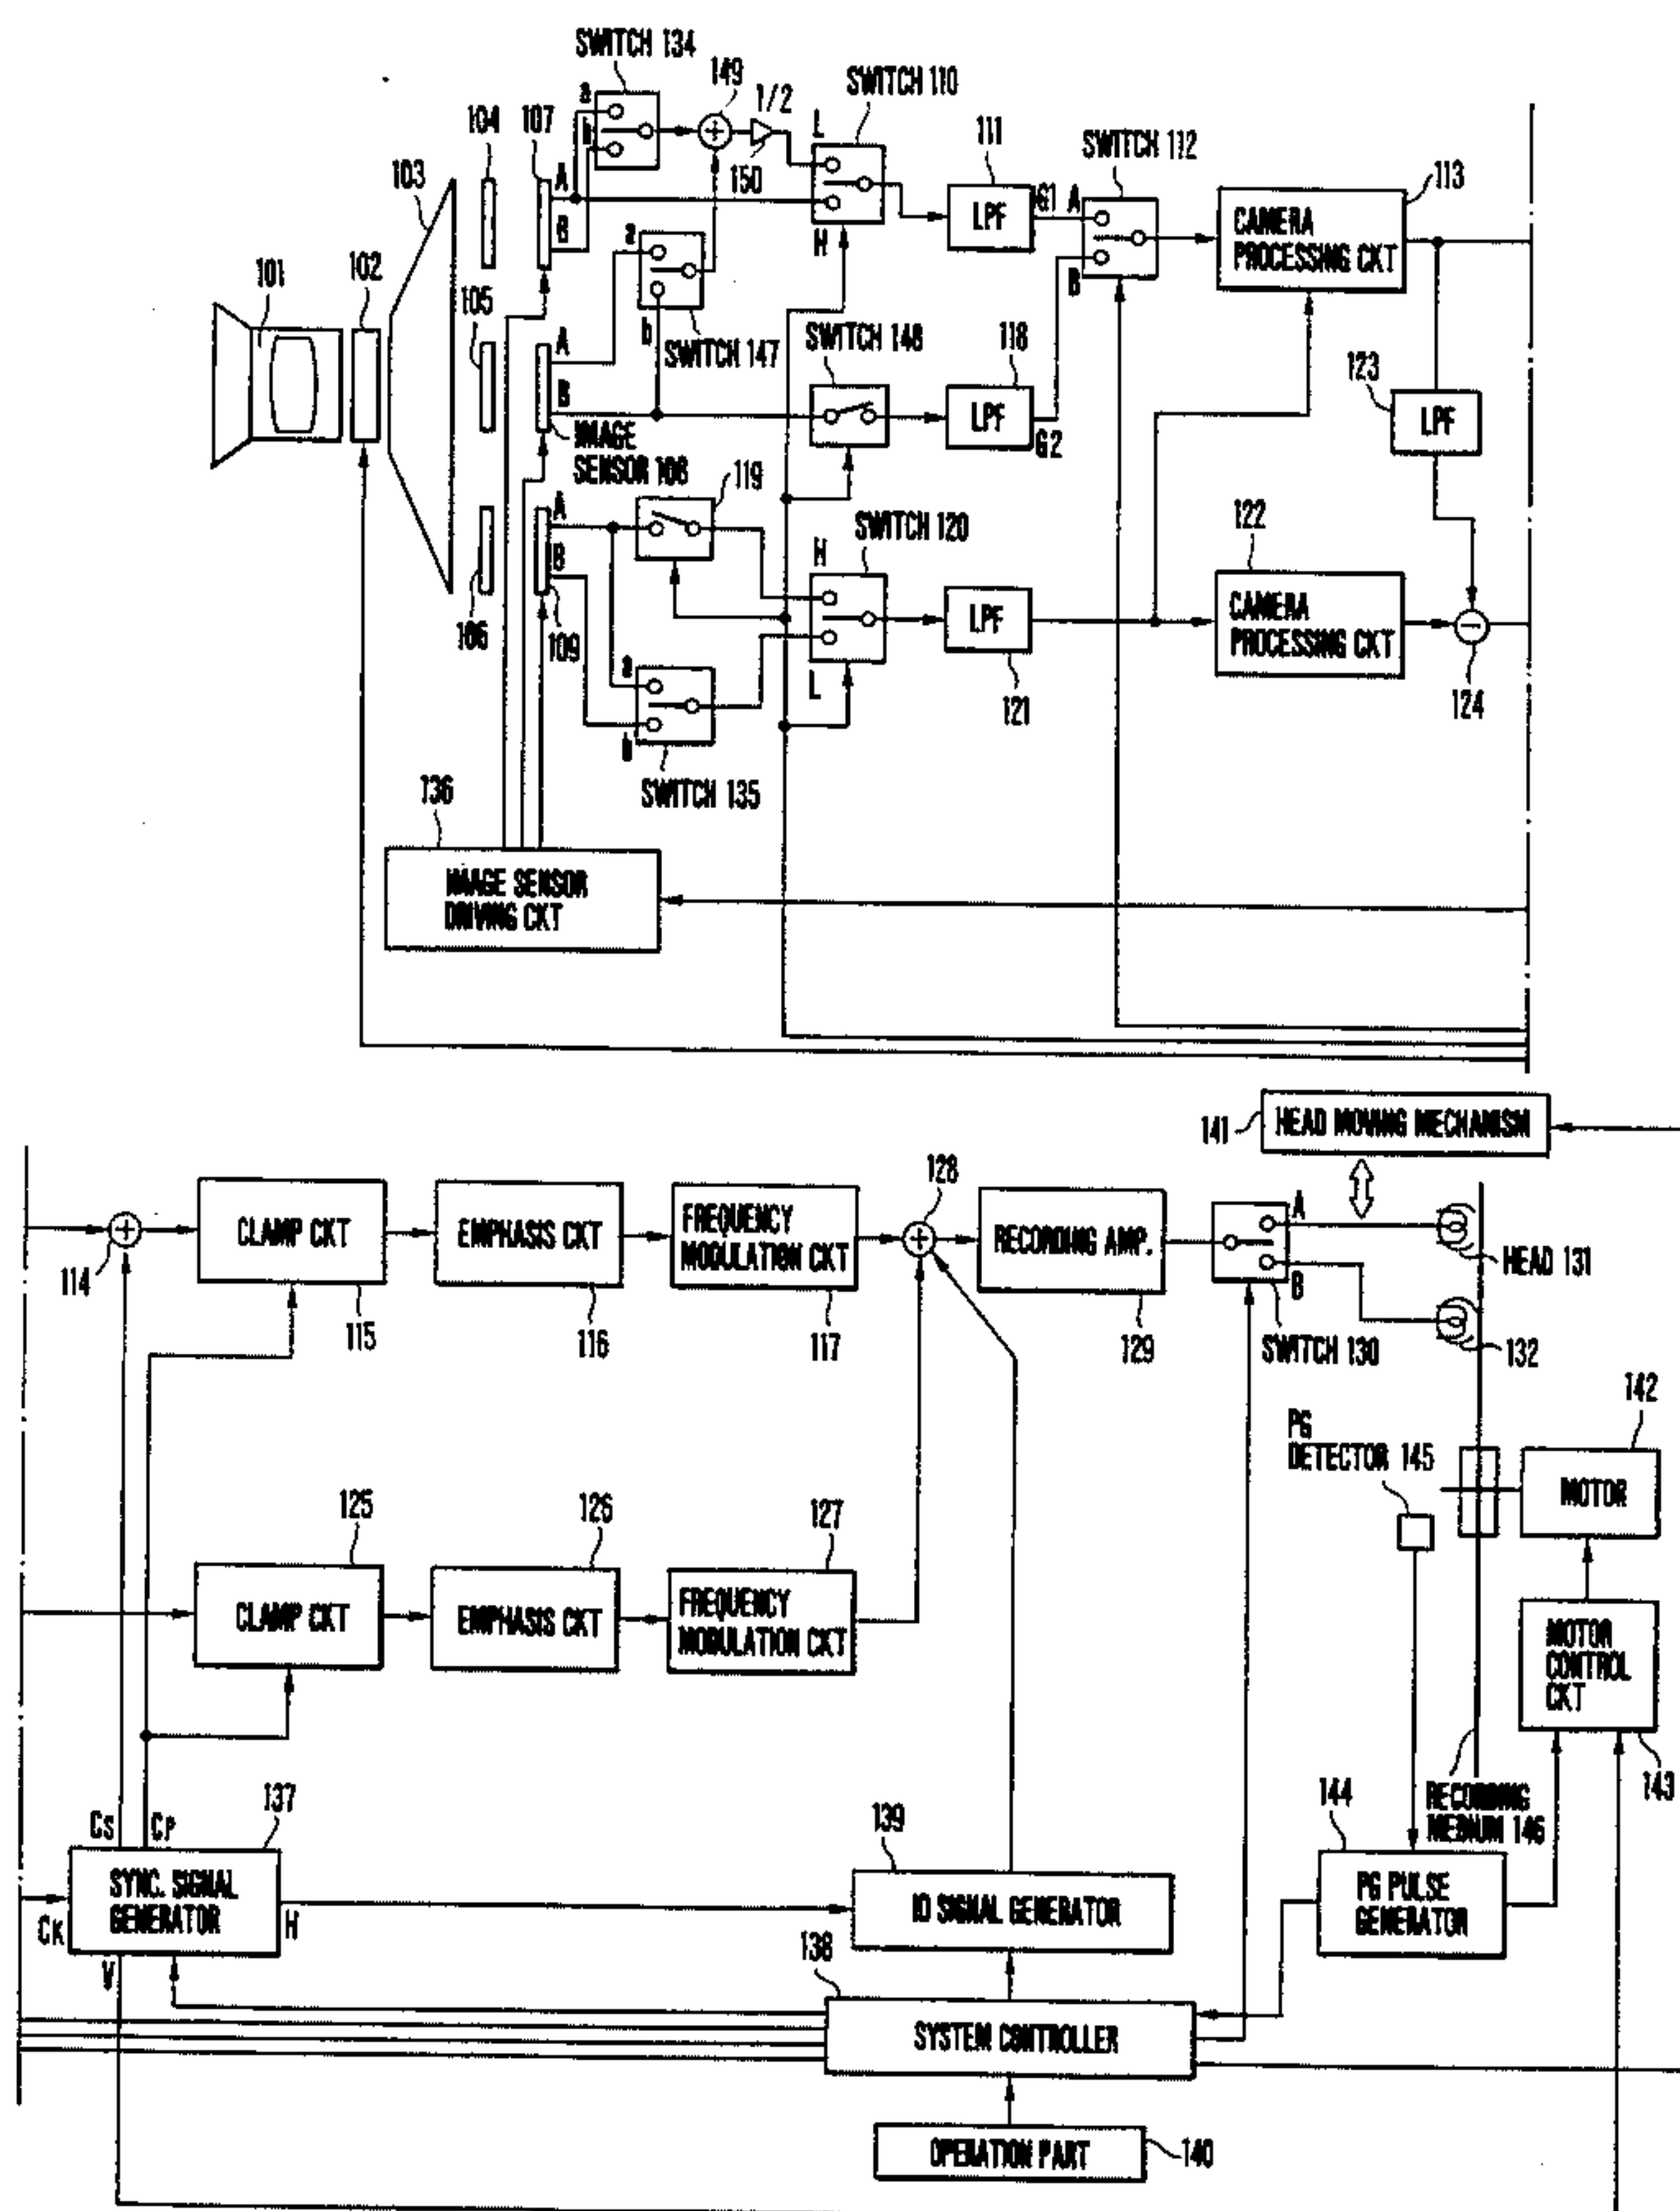 SWITCH 134
149
1/2
SWITCH 110
a
b
104
107
L
111
SWITCH 112
113
103
A
150
LPF
G1
A
CAMERA
PROCESSING CKT
B
a
H
B
101
102
105
b
SWITCH 147
SWITCH 148
118
123
A
B
LPF
G2
LPF
IMAGE
SENSOR 108
119
A
SWITCH 120
122
B
H
106
109
LPF
CAMERA
PROCESSING CKT
a
L
121
124
b
136
SWITCH 135
IMAGE SENSOR
DRIVING CKT
141
HEAD MOVING MECHANISM
128
CLAMP CKT
EMPHASIS CKT
FREQUENCY
MODULATION CKT
RECORDING AMP.
A
114
B
HEAD 131
115
116
117
129
SWITCH 130
132
142
PG
DETECTOR 145
125
126
127
MOTOR
CLAMP CKT
EMPHASIS CKT
FREQUENCY
MODULATION CKT
MOTOR
CONTROL
CKT
143
137
144
RECORDING
MEDIUM 146
CS
CP
139
SYNC. SIGNAL
GENERATOR
ID SIGNAL GENERATOR
PG PULSE
GENERATOR
CK
H
138
V
SYSTEM CONTROLLER
OPERATION PART
140